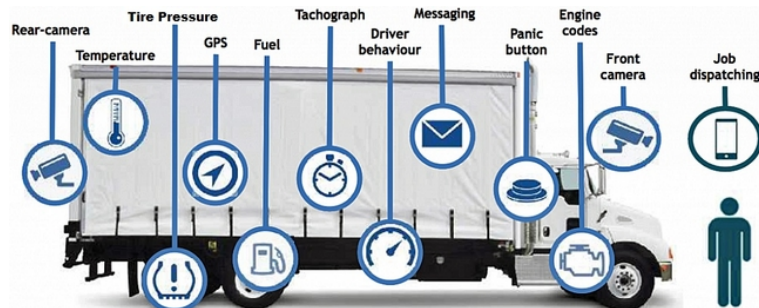 Rear-camera
Temperature
Tire Pressure
GPS
Fuel
Tachograph
Driver
behaviour
Messaging
Panic
button
Engine
codes
Front
camera
Job
dispatching